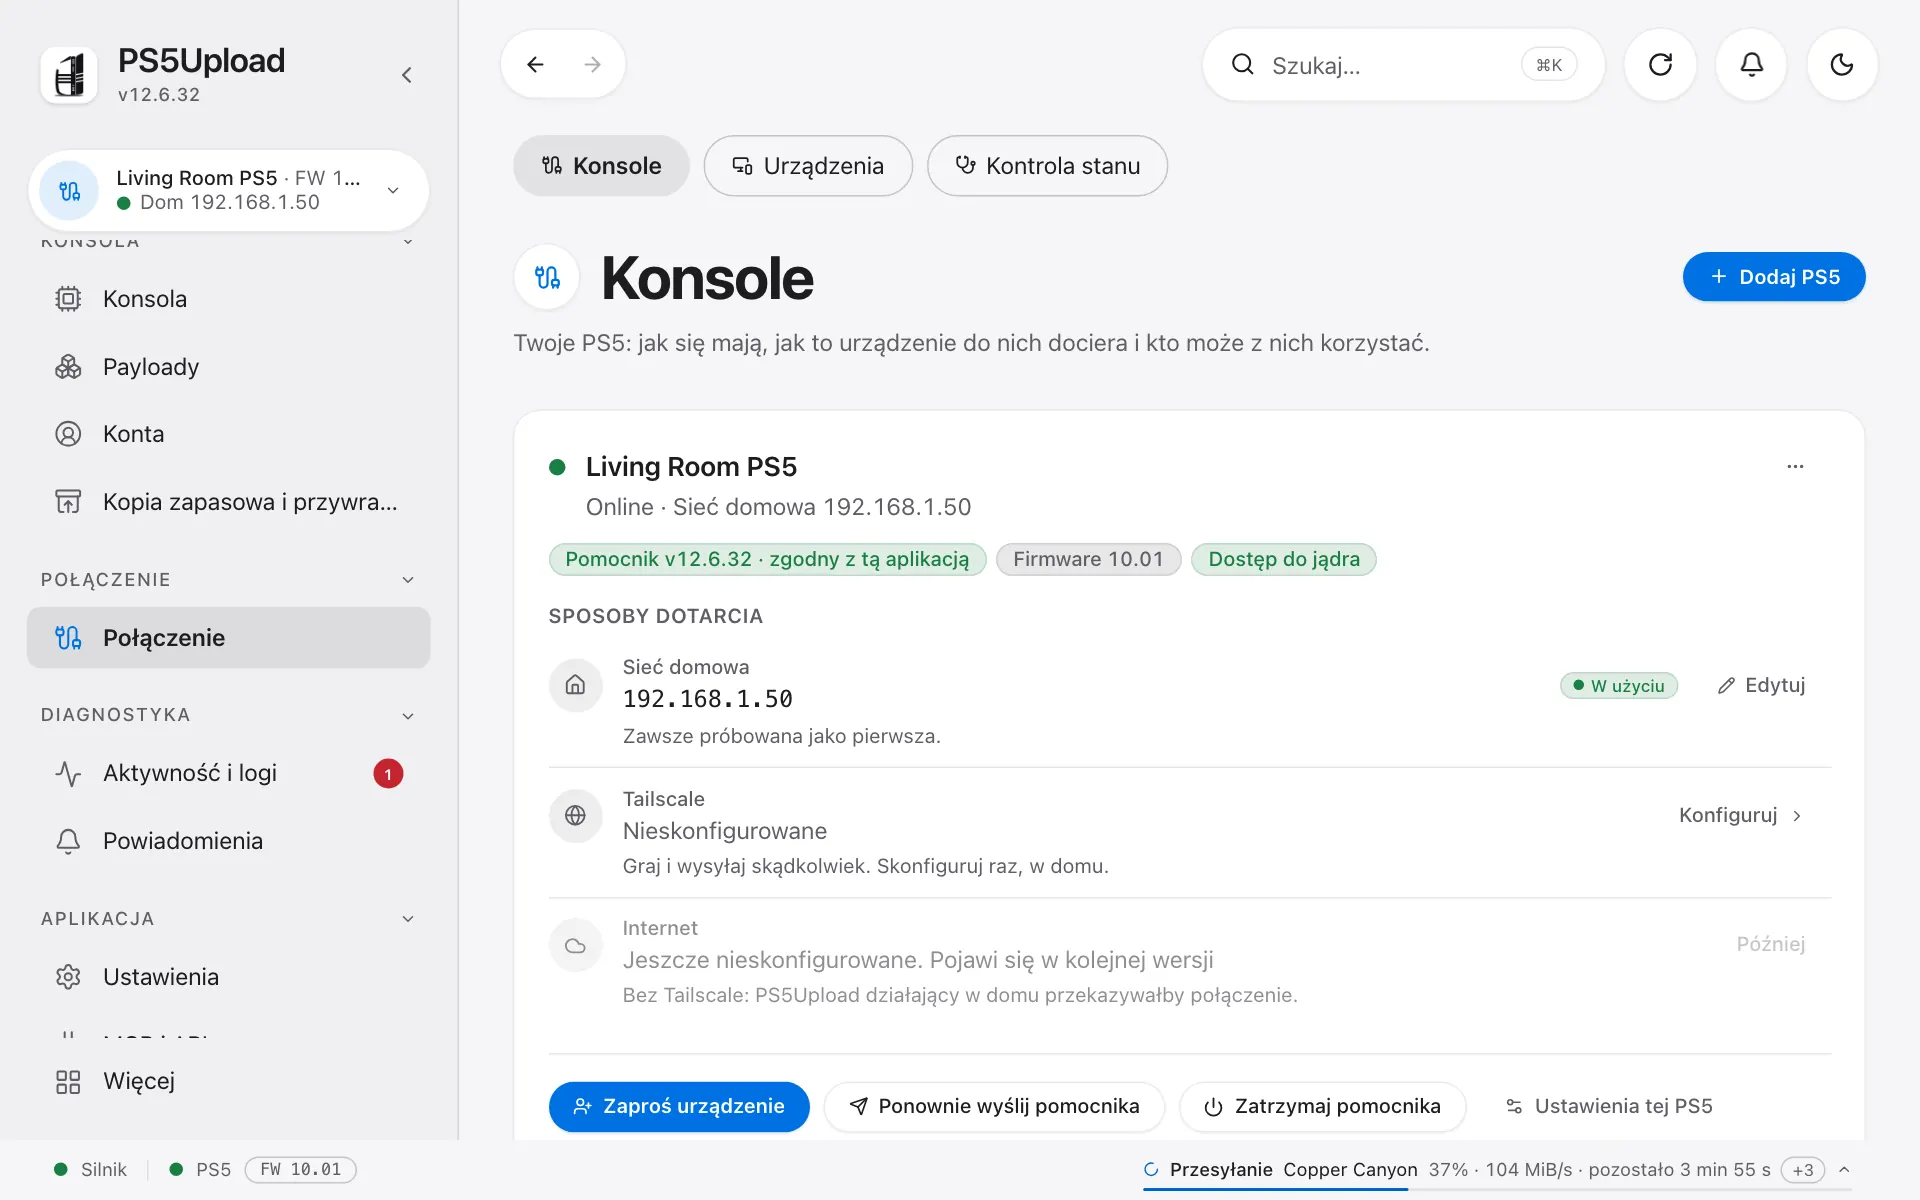 PS5Upload
v12.6.32
Living Room PS5 · FW 1...
Dom 192.168.1.50
KONSOLA
Konsola
Payloady
Konta
Kopia zapasowa i przywra...
POŁĄCZENIE
Połączenie
DIAGNOSTYKA
Aktywność i logi
1
Powiadomienia
APLIKACJA
Ustawienia
Więcej
Szukaj...
⌘K
Konsole
Urządzenia
Kontrola stanu
Konsole
Dodaj PS5
Twoje PS5: jak się mają, jak to urządzenie do nich dociera i kto może z nich korzystać.
Living Room PS5
Online · Sieć domowa 192.168.1.50
Pomocnik v12.6.32 · zgodny z tą aplikacją
Firmware 10.01
Dostęp do jądra
SPOSOBY DOTARCIA
Sieć domowa
192.168.1.50
Zawsze próbowana jako pierwsza.
W użyciu
Edytuj
Tailscale
Nieskonfigurowane
Graj i wysyłaj skądkolwiek. Skonfiguruj raz, w domu.
Konfiguruj
Internet
Jeszcze nieskonfigurowane. Pojawi się w kolejnej wersji
Bez Tailscale: PS5Upload działający w domu przekazywałby połączenie.
Później
Zaproś urządzenie
Ponownie wyślij pomocnika
Zatrzymaj pomocnika
Ustawienia tej PS5
Silnik
PS5
FW 10.01
Przesyłanie Copper Canyon 37% · 104 MiB/s · pozostało 3 min 55 s
+3